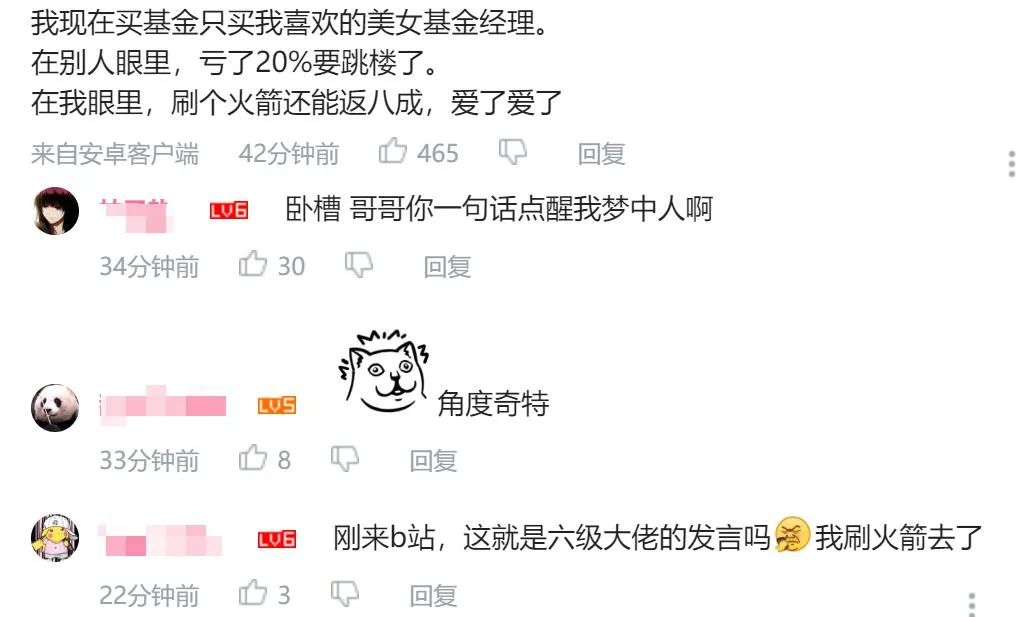 我现在买基金只买我喜欢的美女基金经理。
在别人眼里，亏了20%要跳楼了。
在我眼里，刷个火箭还能返八成，爱了爱了
来自安卓客户端 42分钟前 465 回复
LV6 卧槽 哥哥你一句话点醒我梦中人啊
34分钟前 30 回复
LV5 角度奇特
33分钟前 8 回复
LV6 刚来b站，这就是六级大佬的发言吗我刷火箭去了
22分钟前 3 回复